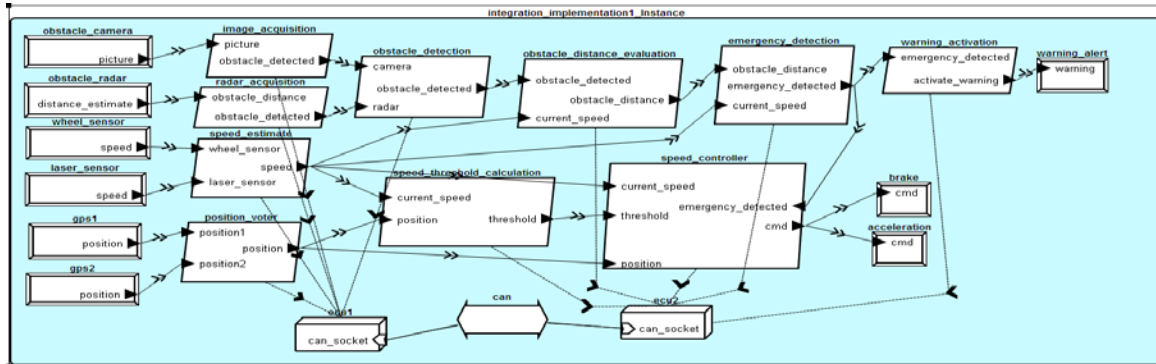 integration_implementation1_Instance
obstacle_camera
picture
image_acquisition
picture
obstacle_detected
obstacle_detection
camera
obstacle_detected
radar
obstacle_distance_evaluation
obstacle_detected
obstacle_distance
current_speed
emergency_detection
obstacle_distance
emergency_detected
current_speed
warning_activation
emergency_detected
activate_warning
warning_alert
warning
obstacle_radar
distance_estimate
radar_acquisition
obstacle_distance
obstacle_detected
wheel_sensor
speed
speed_estimate
wheel_sensor
speed
laser_sensor
laser_sensor
speed
speed_threshold_calculation
current_speed
position
threshold
speed_controller
current_speed
emergency_detected
threshold
cmd
position
brake
cmd
acceleration
cmd
gps1
position
position_voter
position1
position
position2
gps2
position
ecu1
can_socket
can
ecu2
can_socket